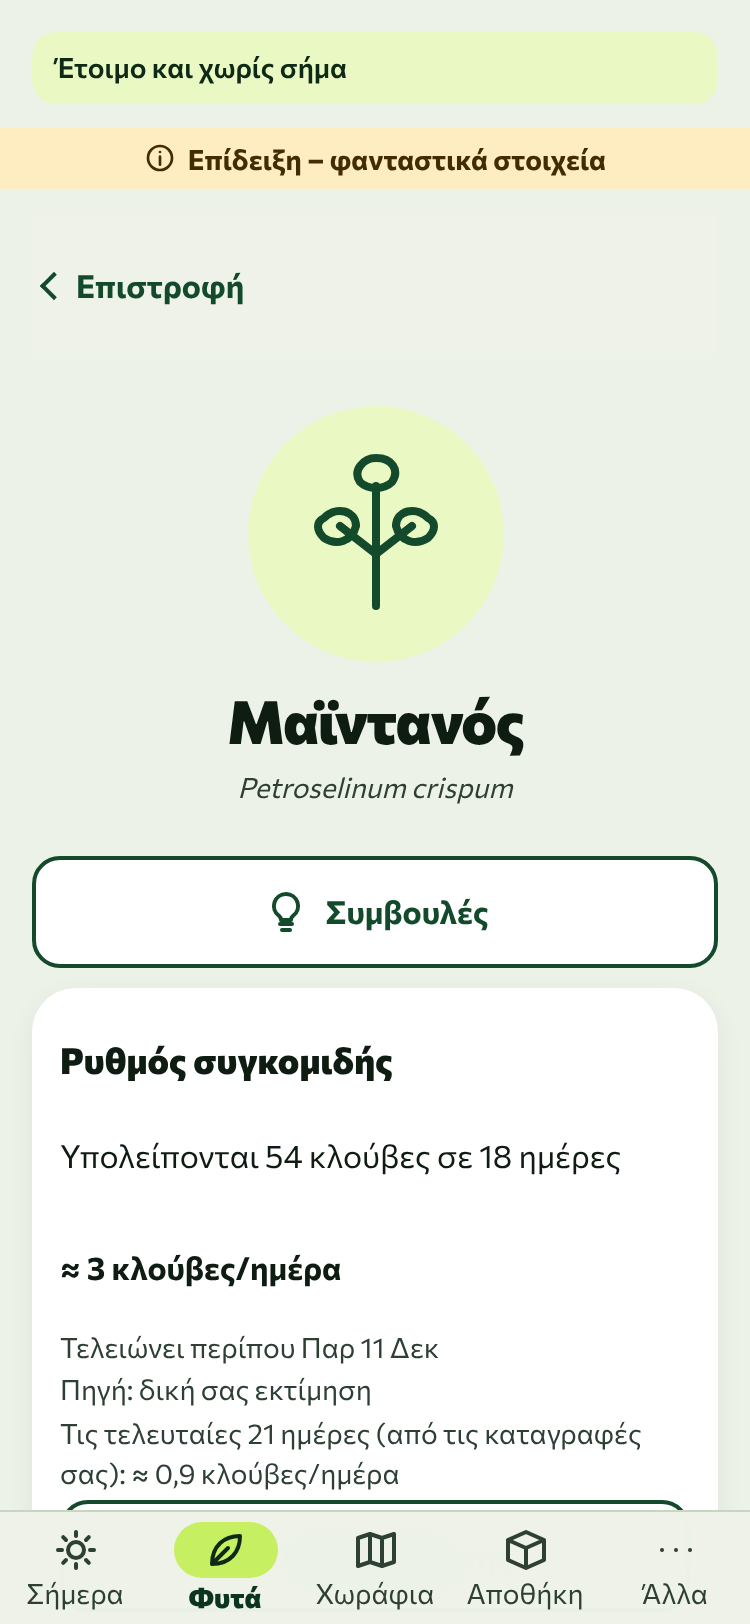 Έτοιμο και χωρίς σήμα
Επίδειξη – φανταστικά στοιχεία
Επιστροφή
Μαϊντανός
Petroselinum crispum
Συμβουλές
Ρυθμός συγκομιδής
Υπολείπονται 54 κλούβες σε 18 ημέρες
≈ 3 κλούβες/ημέρα
Τελειώνει περίπου Παρ 11 Δεκ
Πηγή: δική σας εκτίμηση
Τις τελευταίες 21 ημέρες (από τις καταγραφές
σας): ≈ 0,9 κλούβες/ημέρα
Σήμερα
Φυτά
Χωράφια
Αποθήκη
Άλλα